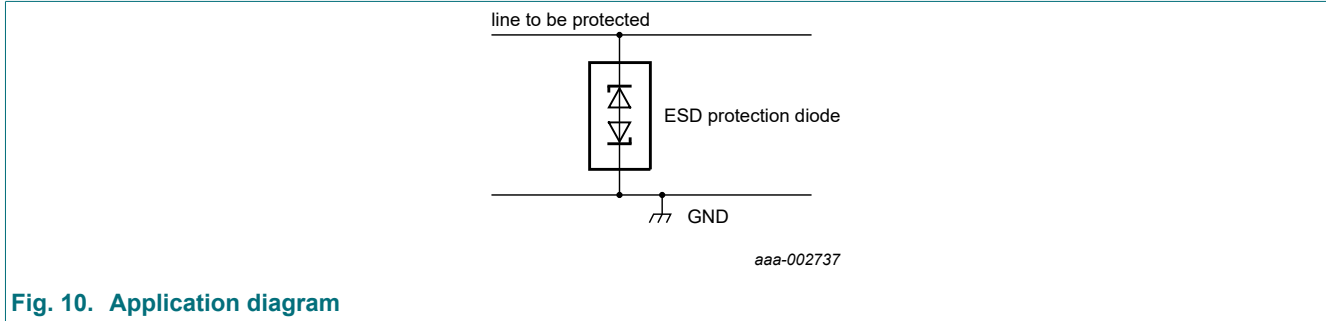 line to be protected
ESD protection diode
GND
aaa-002737
Fig. 10. Application diagram